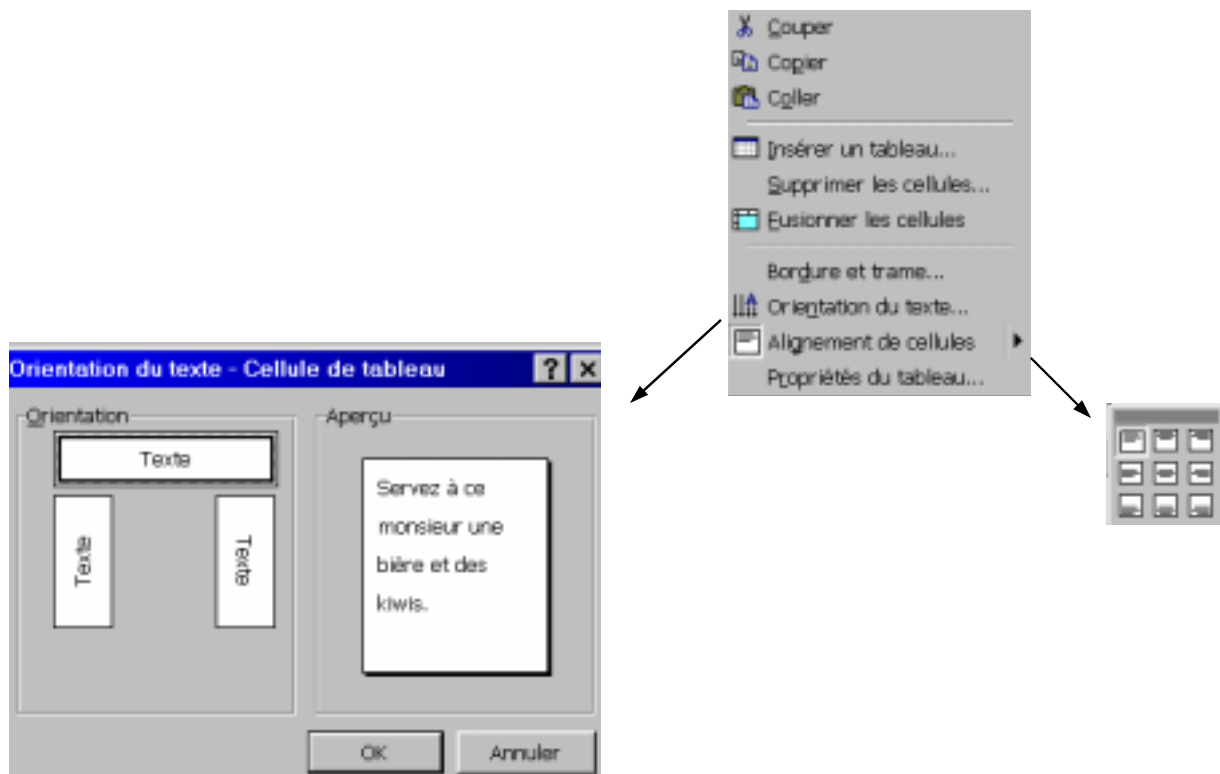 Couper
Copier
Coller
Insérer un tableau...
Supprimer les cellules...
Fusionner les cellules
Bordure et trame...
Orientation du texte...
Alignement de cellules
Propriétés du tableau...
Orientation du texte - Cellule de tableau
Orientation
Texte
Texte
Texte
Aperçu
Servez à ce
monsieur une
bière et des
kiwis.
OK
Annuler